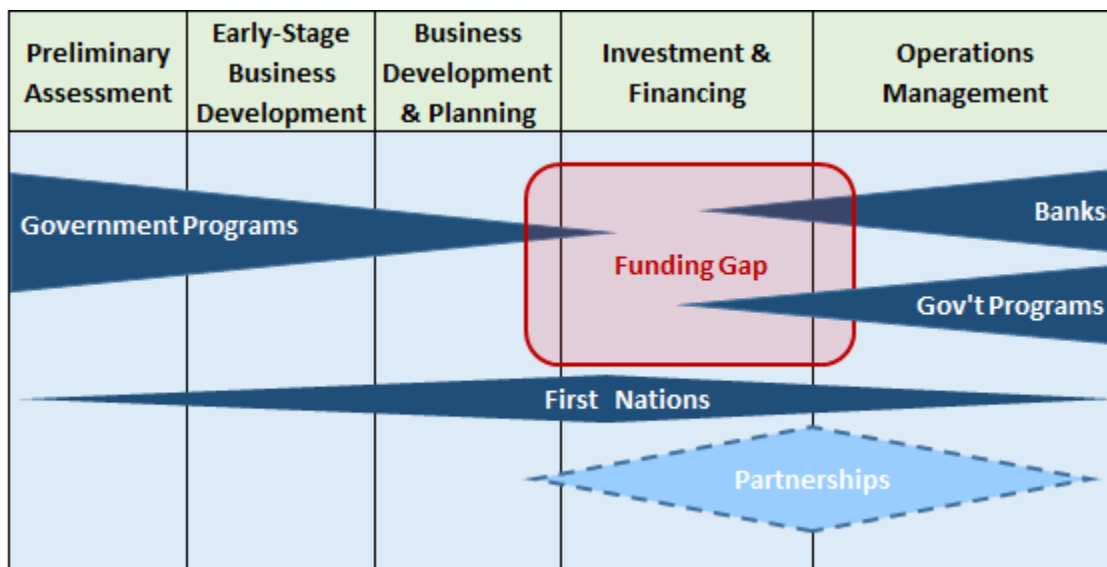 Preliminary
Assessment
Early-Stage
Business
Development
Business
Development
& Planning
Investment &
Financing
Operations
Management
Government Programs
Banks
Funding Gap
Gov't Programs
First Nations
Partnerships